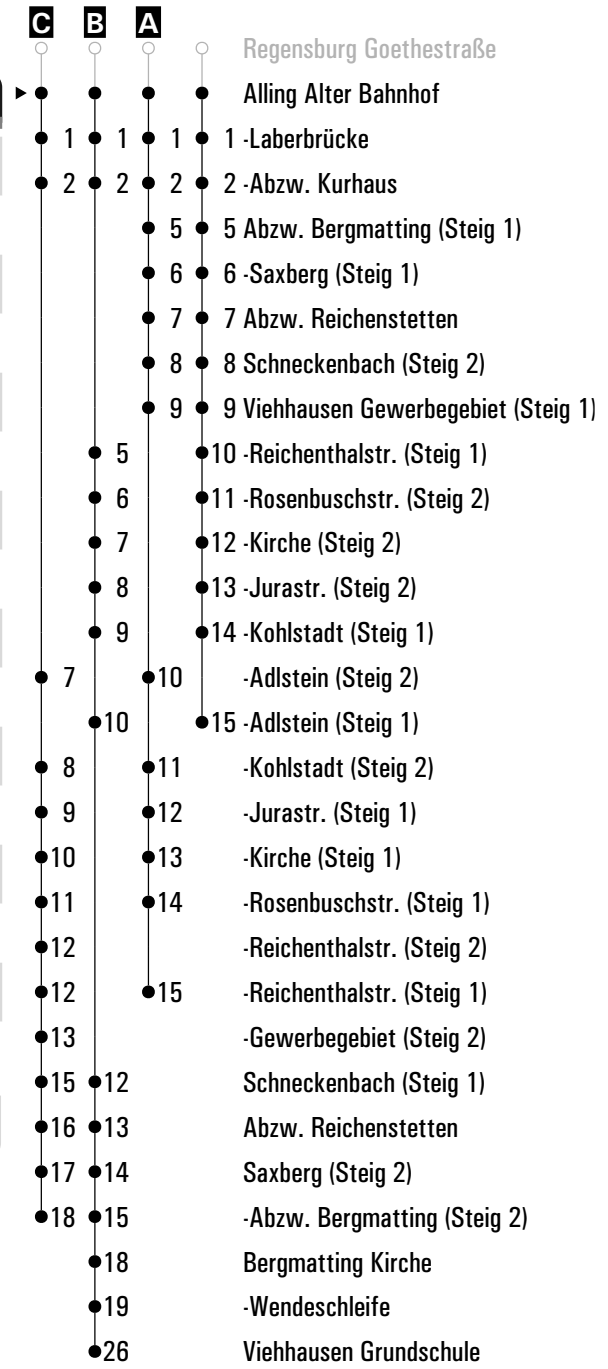 C B A
Regensburg Goethestraße
Alling Alter Bahnhof
1 1 1 1 -Laberbrücke
2 2 2 2 -Abzw. Kurhaus
5 5 Abzw. Bergmatting (Steig 1)
6 6 -Saxberg (Steig 1)
7 7 Abzw. Reichenstetten
8 8 Schneckenbach (Steig 2)
9 9 Viehhausen Gewerbegebiet (Steig 1)
5 10 -Reichenthalstr. (Steig 1)
6 11 -Rosenbuschstr. (Steig 2)
7 12 -Kirche (Steig 2)
8 13 -Jurastr. (Steig 2)
9 14 -Kohlstadt (Steig 1)
7 10 -Adlstein (Steig 2)
10 15 -Adlstein (Steig 1)
8 11 -Kohlstadt (Steig 2)
9 12 -Jurastr. (Steig 1)
10 13 -Kirche (Steig 1)
11 14 -Rosenbuschstr. (Steig 1)
12 -Reichenthalstr. (Steig 2)
12 15 -Reichenthalstr. (Steig 1)
13 -Gewerbegebiet (Steig 2)
15 12 Schneckenbach (Steig 1)
16 13 Abzw. Reichenstetten
17 14 Saxberg (Steig 2)
18 15 -Abzw. Bergmatting (Steig 2)
18 Bergmatting Kirche
19 -Wendeschleife
26 Viehhausen Grundschule